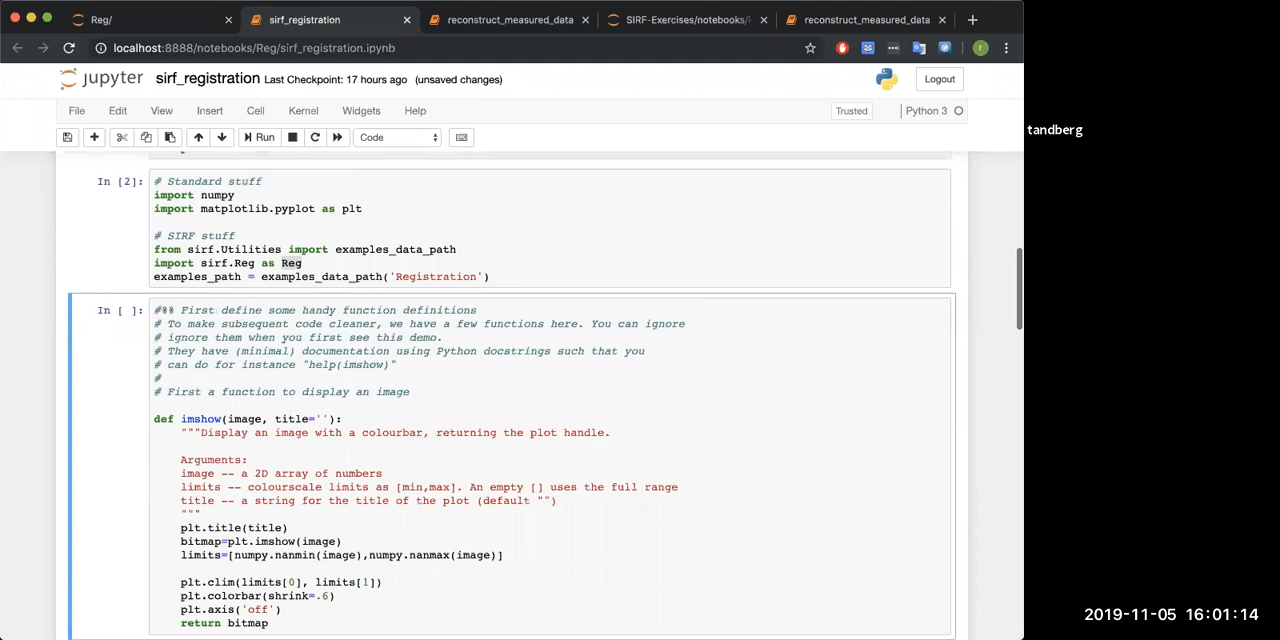 Reg/
sirf_registration
reconstruct_measured_data
SIRF-Exercises/notebooks/
reconstruct_measured_data
localhost:8888/notebooks/Reg/sirf_registration.ipynb
r
jupyter sirf_registration Last Checkpoint: 17 hours ago (unsaved changes)
Logout
File Edit View Insert Cell Kernel Widgets Help
Trusted
Python 3
Run
Code
tandberg
In [2]:
# Standard stuff
import numpy
import matplotlib.pyplot as plt
# SIRF stuff
from sirf.Utilities import examples_data_path
import sirf.Reg as Reg
examples_path = examples_data_path('Registration')
In [ ]:
#%% First define some handy function definitions
# To make subsequent code cleaner, we have a few functions here. You can ignore
# ignore them when you first see this demo.
# They have (minimal) documentation using Python docstrings such that you
# can do for instance "help(imshow)"
#
# First a function to display an image
def imshow(image, title=''):
"""Display an image with a colourbar, returning the plot handle.
Arguments:
image -- a 2D array of numbers
limits -- colourscale limits as [min,max]. An empty [] uses the full range
title -- a string for the title of the plot (default "")
"""
plt.title(title)
bitmap=plt.imshow(image)
limits=[numpy.nanmin(image),numpy.nanmax(image)]
plt.clim(limits[0], limits[1])
plt.colorbar(shrink=.6)
plt.axis('off')
return bitmap
2019-11-05 16:01:14